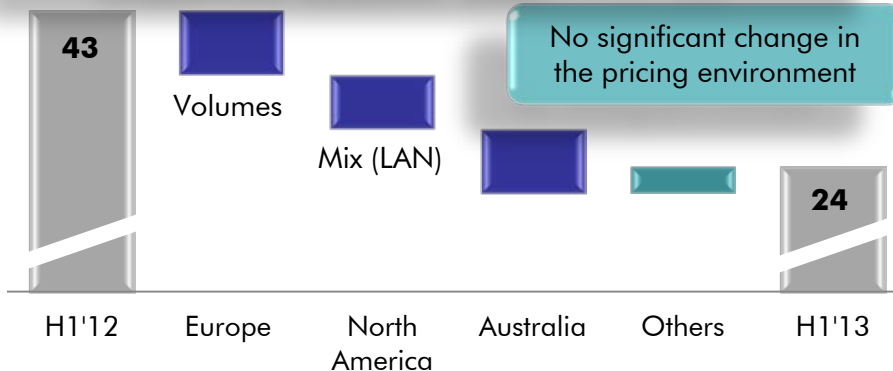 43
No significant change in
the pricing environment
Volumes
Mix (LAN)
24
H1'12
Europe
North
America
Australia
Others
H1'13